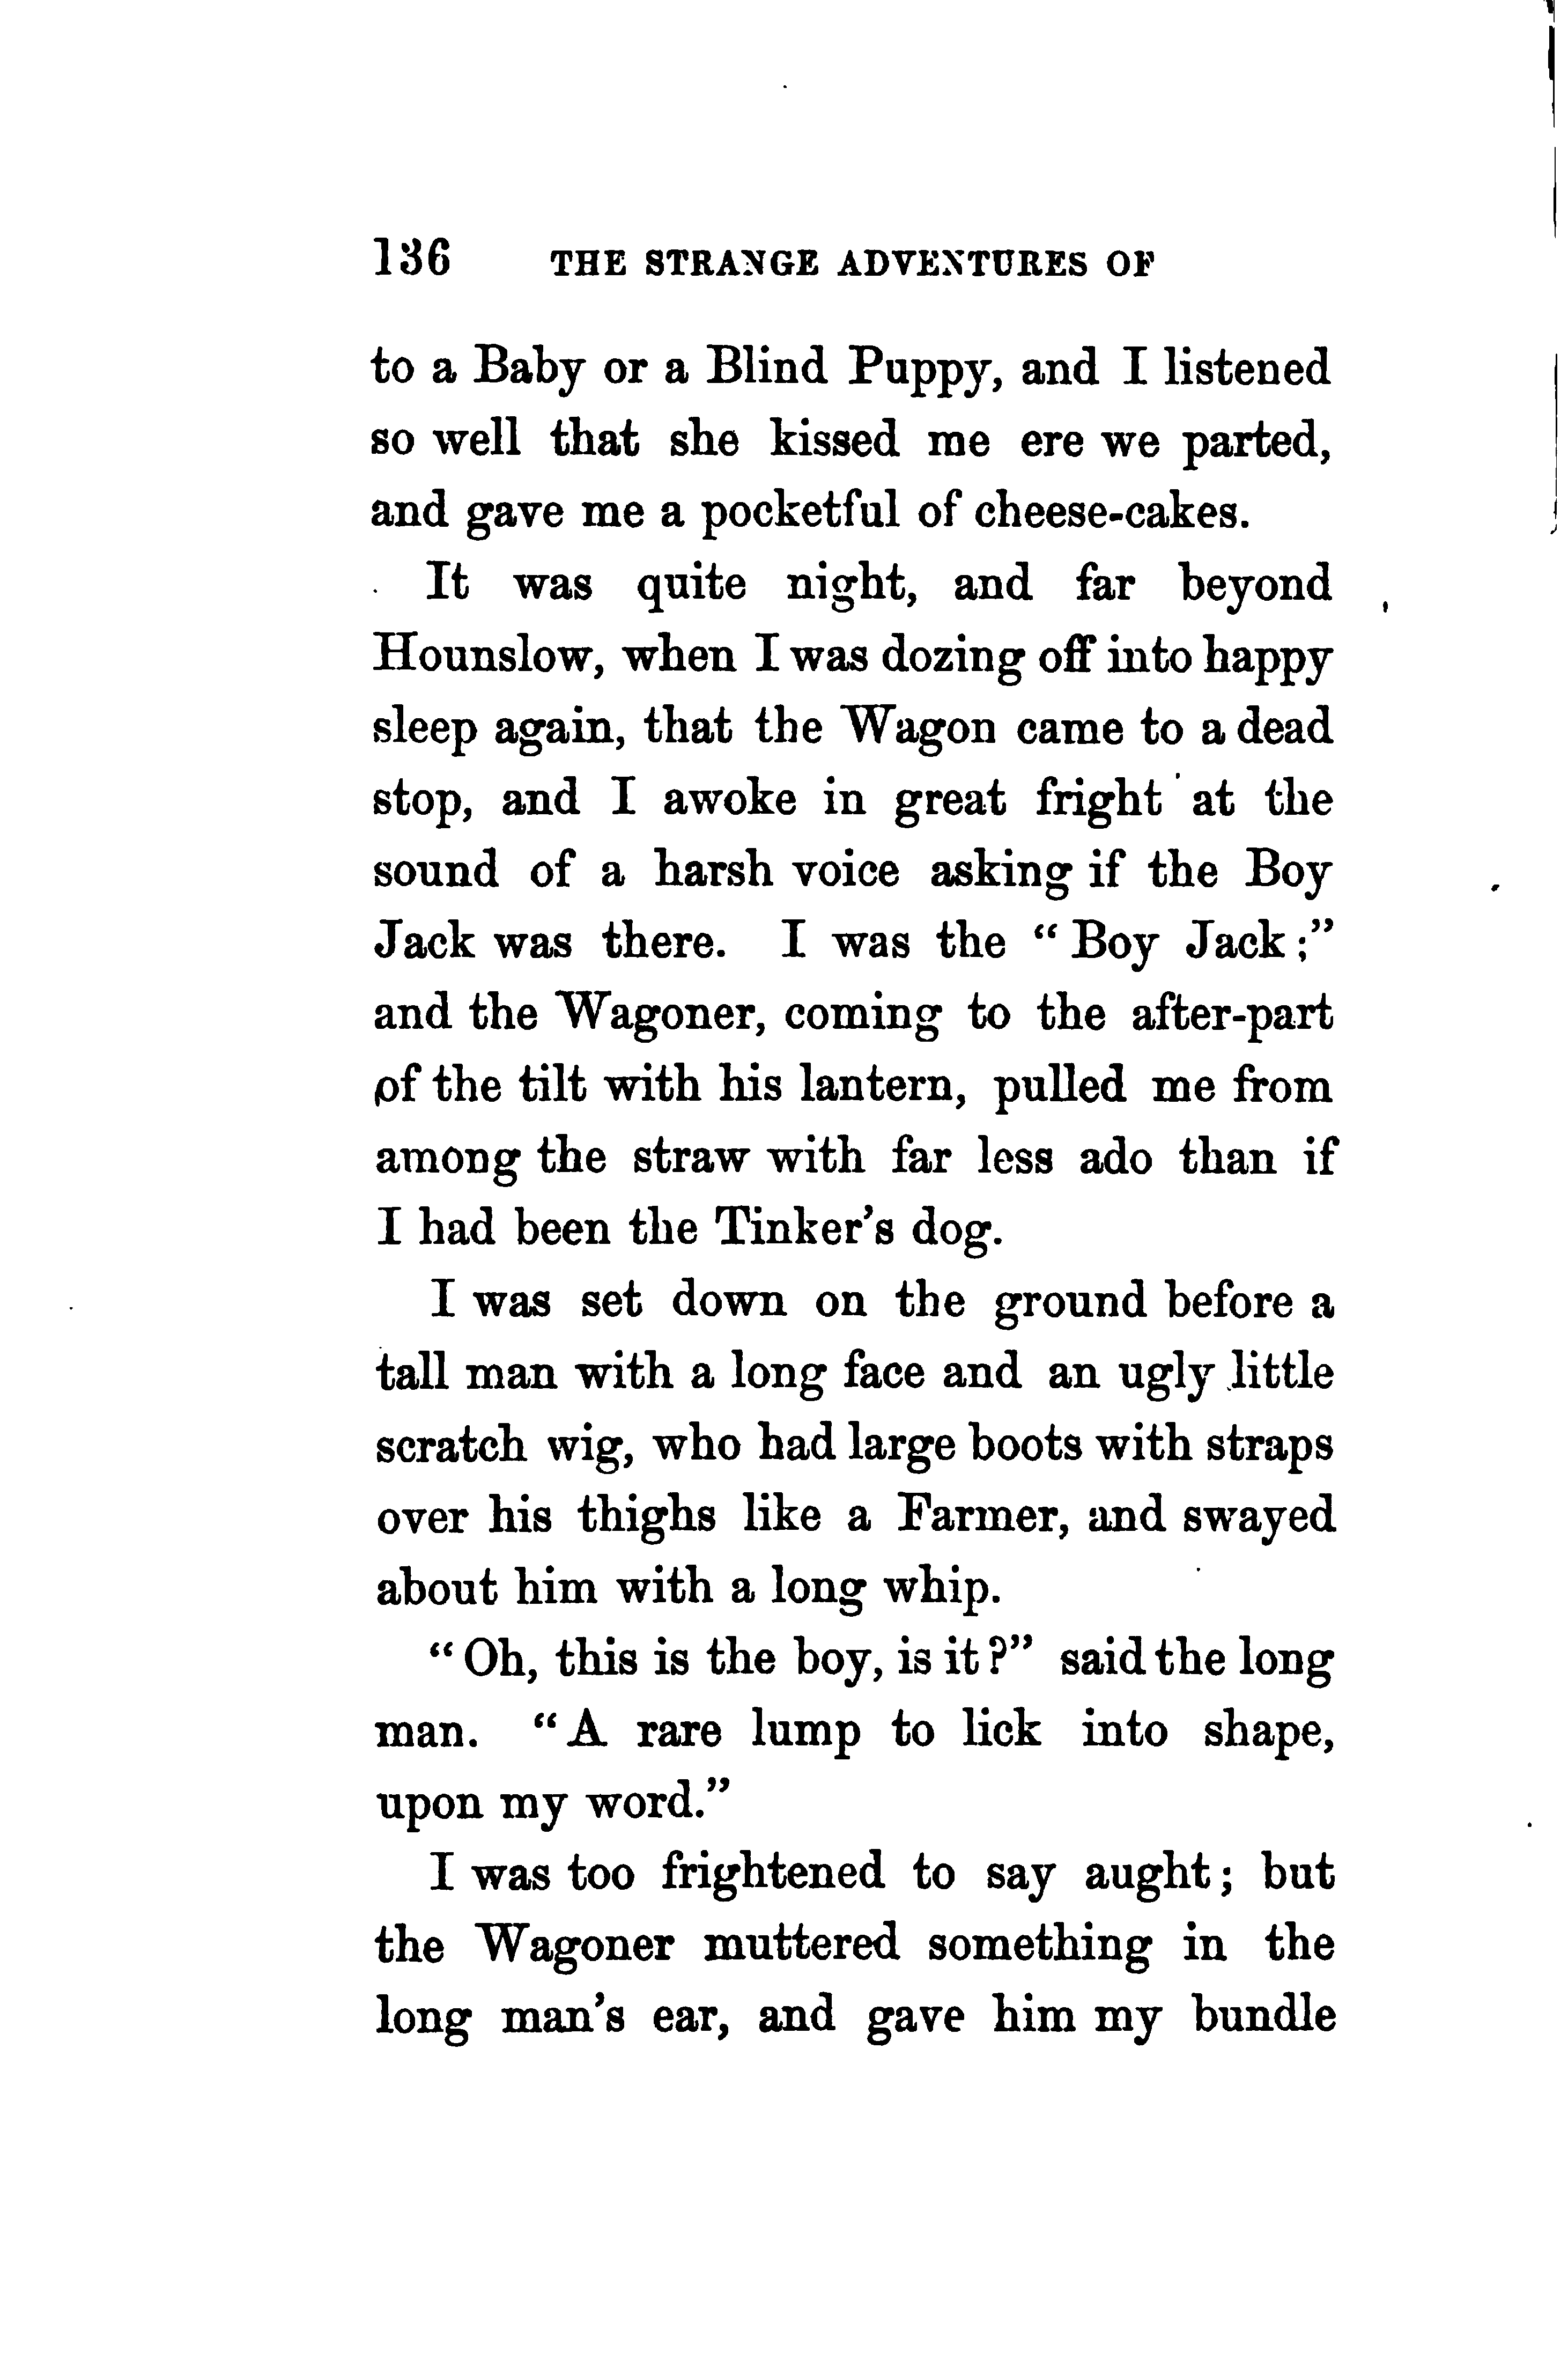 136 THE STRANGE ADVENTURES OF
to a Baby or a Blind Puppy, and I listened
so well that she kissed me ere we parted,
and gave me a pocketful of cheese-cakes.
It was quite night, and far beyond
Hounslow, when I was dozing off into happy
sleep again, that the Wagon came to a dead
stop, and I awoke in great fright at the
sound of a harsh voice asking if the Boy
Jack was there. I was the “Boy Jack;”
and the Wagoner, coming to the after-part
of the tilt with his lantern, pulled me from
among the straw with far less ado than if
I had been the Tinker’s dog.
I was set down on the ground before a
tall man with a long face and an ugly little
scratch wig, who had large boots with straps
over his thighs like a Farmer, and swayed
about him with a long whip.
“Oh, this is the boy, is it?” said the long
man. “A rare lump to lick into shape,
upon my word.”
I was too frightened to say aught; but
the Wagoner muttered something in the
long man’s ear, and gave him my bundle